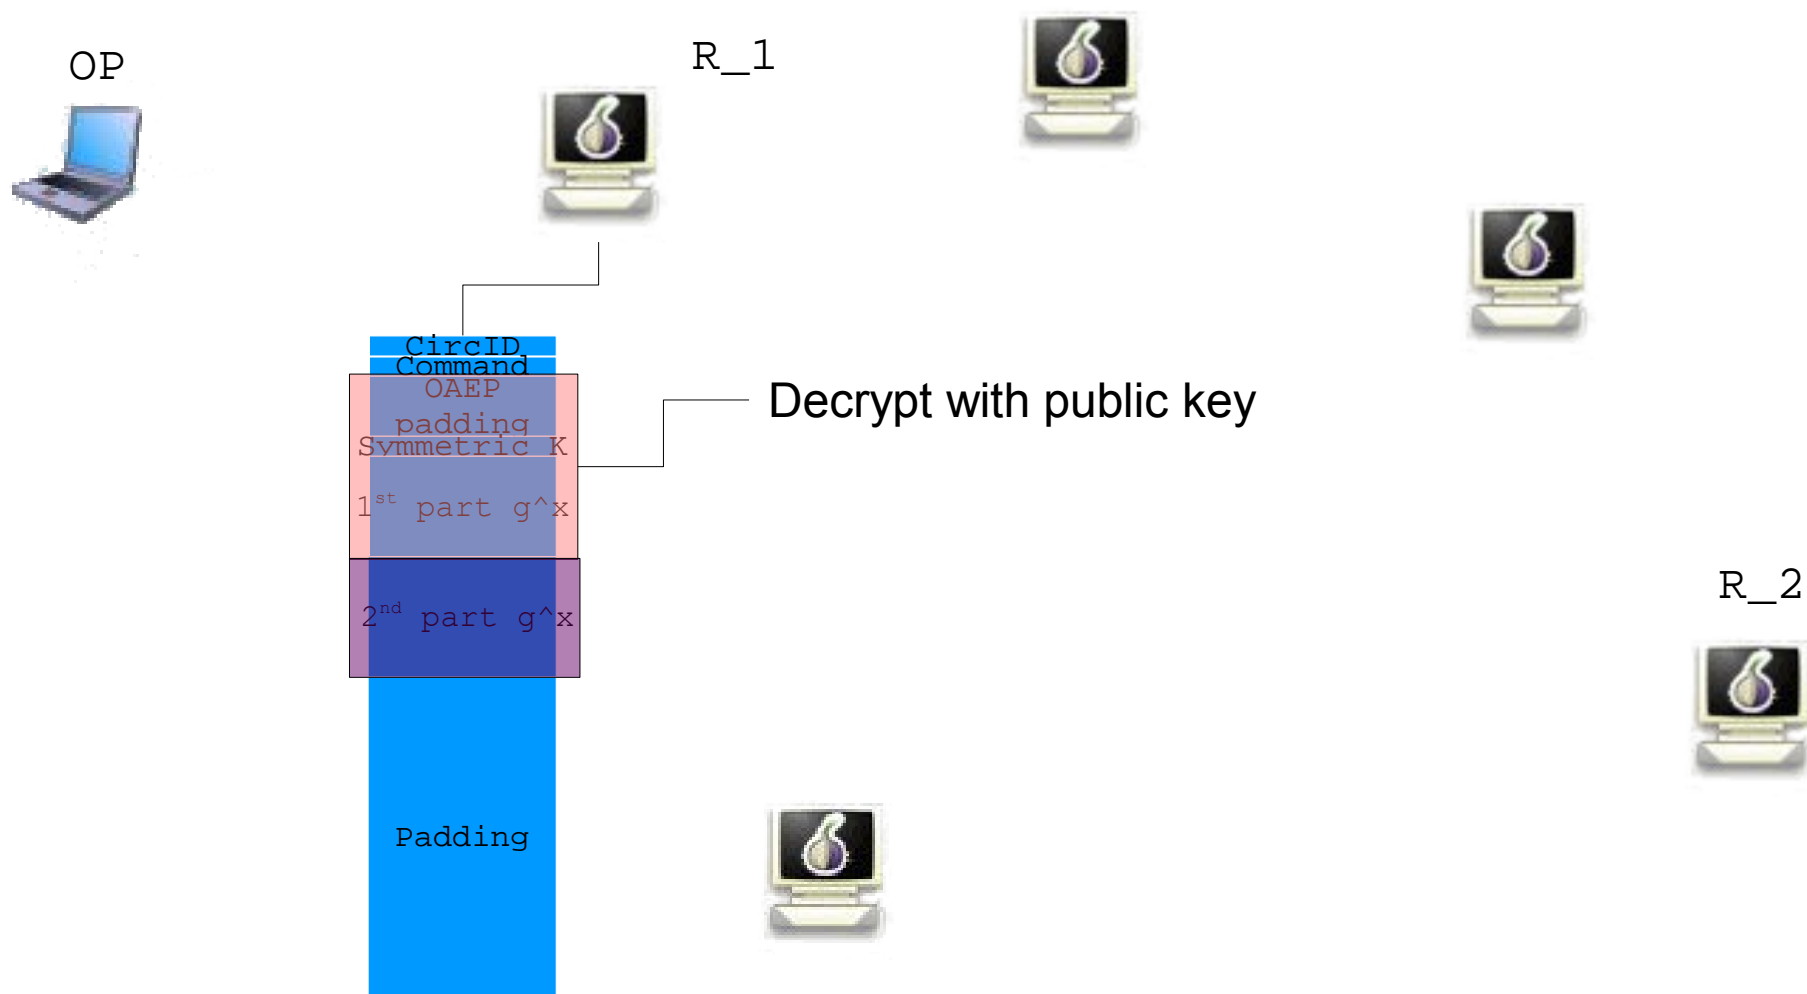 OP
R_1
CircID
Command
OAEP
padding
Symmetric K
1st part g^x
Decrypt with public key
2nd part g^x
R_2
Padding